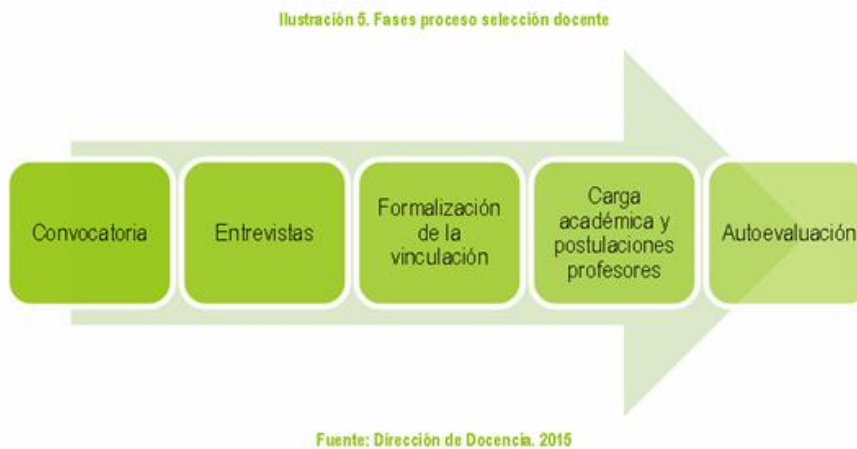 Ilustración 5. Fases proceso selección docente
Convocatoria
Entrevistas
Formalización
de la
vinculación
Carga
académica y
postulaciones
profesores
Autoevaluación
Fuente: Dirección de Docencia. 2015